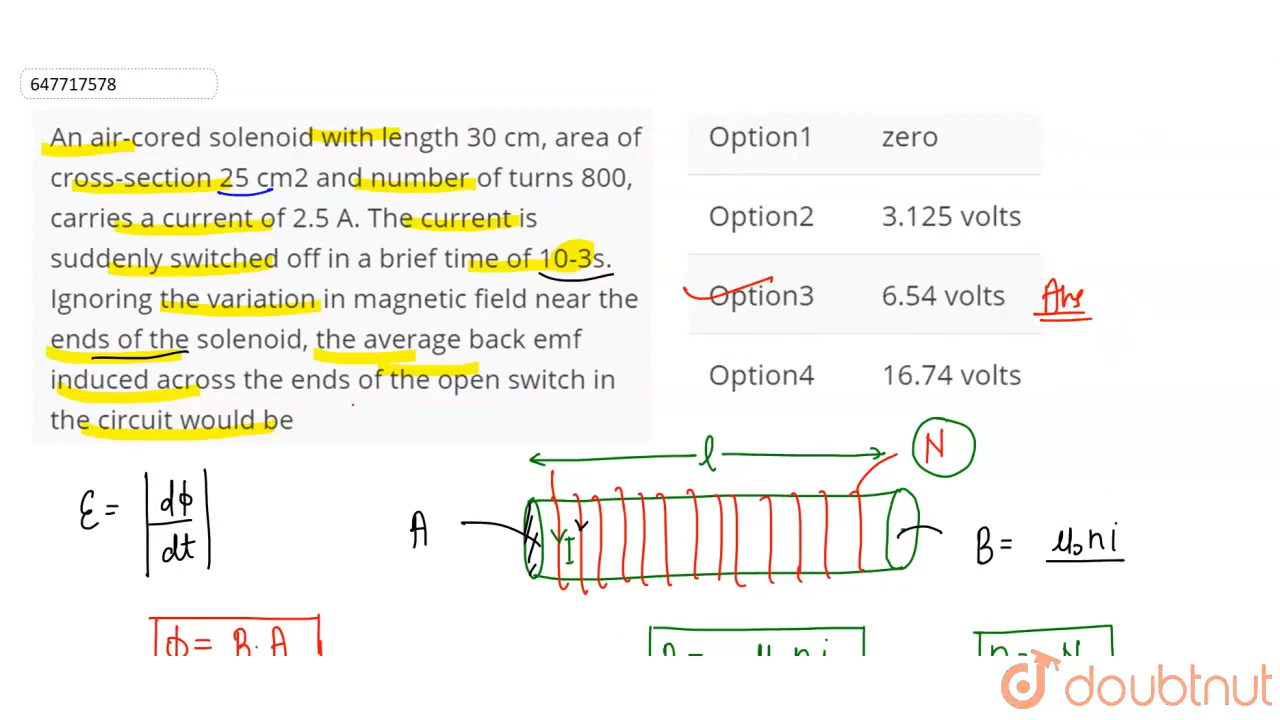 647717578
An air-cored solenoid with length 30 cm, area of
cross-section 25 cm2 and number of turns 800,
carries a current of 2.5 A. The current is
suddenly switched off in a brief time of 10-3s.
Ignoring the variation in magnetic field near the
ends of the solenoid, the average back emf
induced across the ends of the open switch in
the circuit would be
Option1 zero
Option2 3.125 volts
Option3 6.54 volts Ans
Option4 16.74 volts
l
N
ε = |dϕ/dt|
A
I
B = μ₀ni
ϕ = B·A
doubtnut